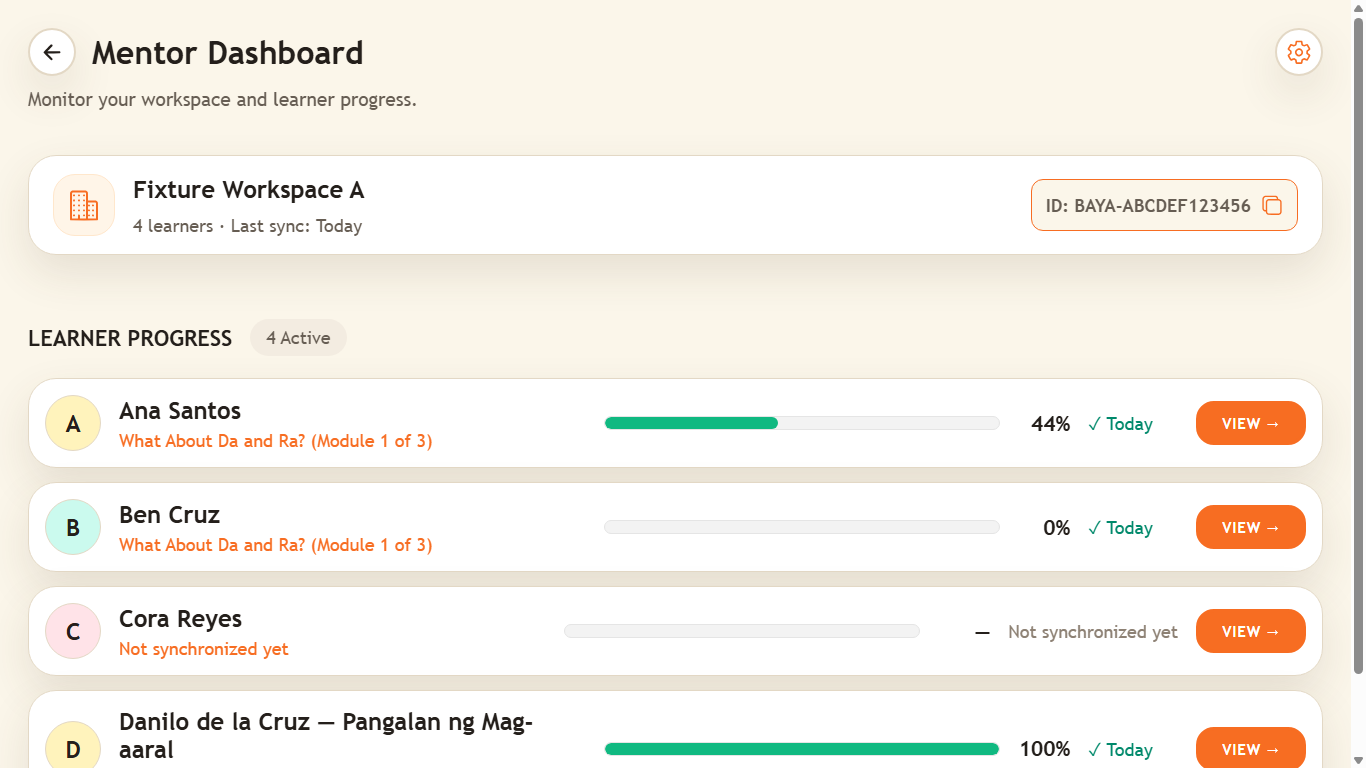 Mentor Dashboard
Monitor your workspace and learner progress.
Fixture Workspace A
4 learners · Last sync: Today
ID: BAYA-ABCDEF123456
LEARNER PROGRESS
4 Active
A
Ana Santos
What About Da and Ra? (Module 1 of 3)
44%
✓ Today
VIEW →
B
Ben Cruz
What About Da and Ra? (Module 1 of 3)
0%
✓ Today
VIEW →
C
Cora Reyes
Not synchronized yet
—
Not synchronized yet
VIEW →
D
Danilo de la Cruz — Pangalan ng Mag-
aaral
100%
✓ Today
VIEW →